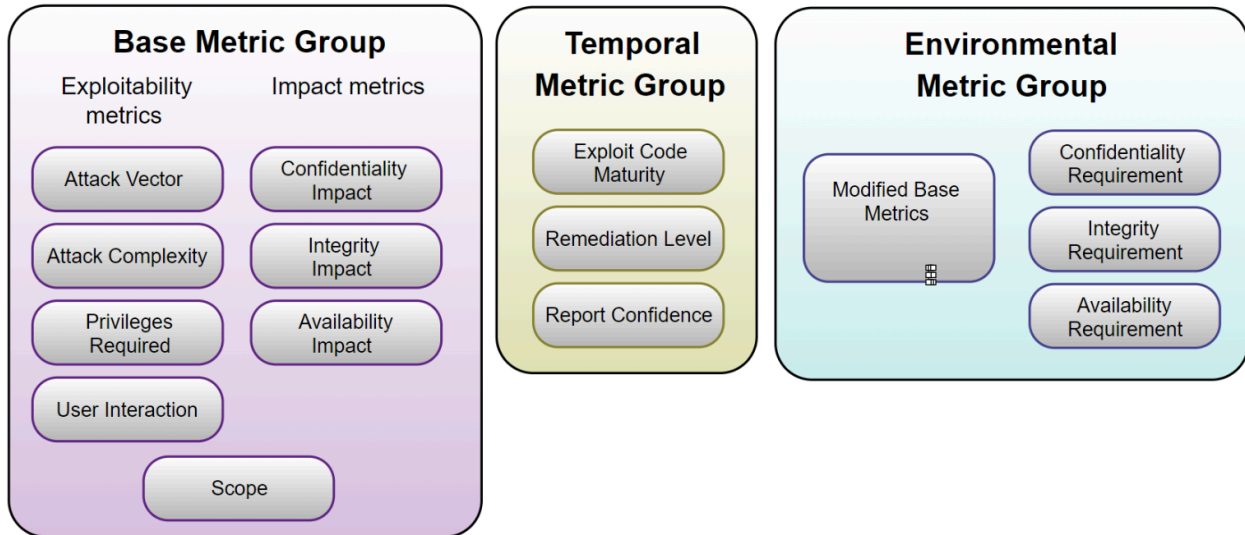 Base Metric Group
Exploitability
metrics
Impact metrics
Attack Vector
Confidentiality
Impact
Attack Complexity
Integrity
Impact
Privileges
Required
Availability
Impact
User Interaction
Scope
Temporal
Metric Group
Exploit Code
Maturity
Remediation Level
Report Confidence
Environmental
Metric Group
Modified Base
Metrics
Confidentiality
Requirement
Integrity
Requirement
Availability
Requirement